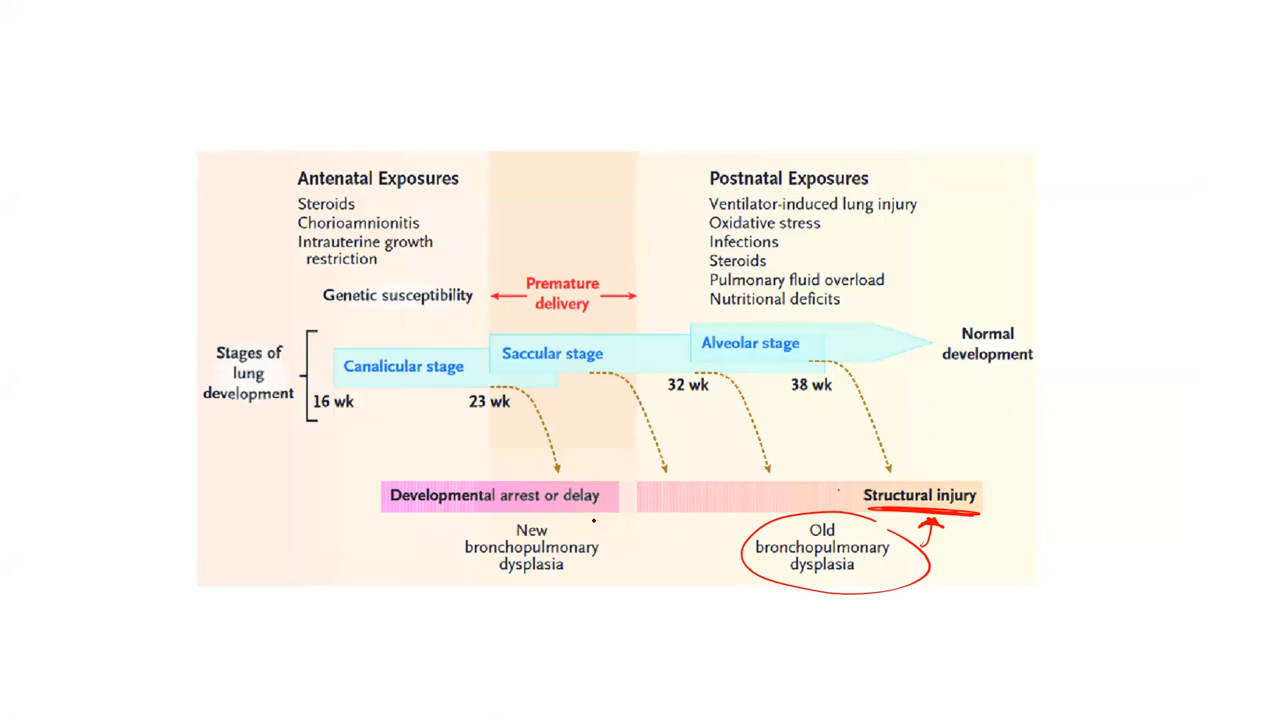 Antenatal Exposures
Steroids
Chorioamnionitis
Intrauterine growth
restriction
Genetic susceptibility
Premature
delivery
Postnatal Exposures
Ventilator-induced lung injury
Oxidative stress
Infections
Steroids
Pulmonary fluid overload
Nutritional deficits
Stages of
lung
development
Canalicular stage
Saccular stage
Alveolar stage
Normal
development
16 wk
23 wk
32 wk
38 wk
Developmental arrest or delay
Structural injury
New
bronchopulmonary
dysplasia
Old
bronchopulmonary
dysplasia